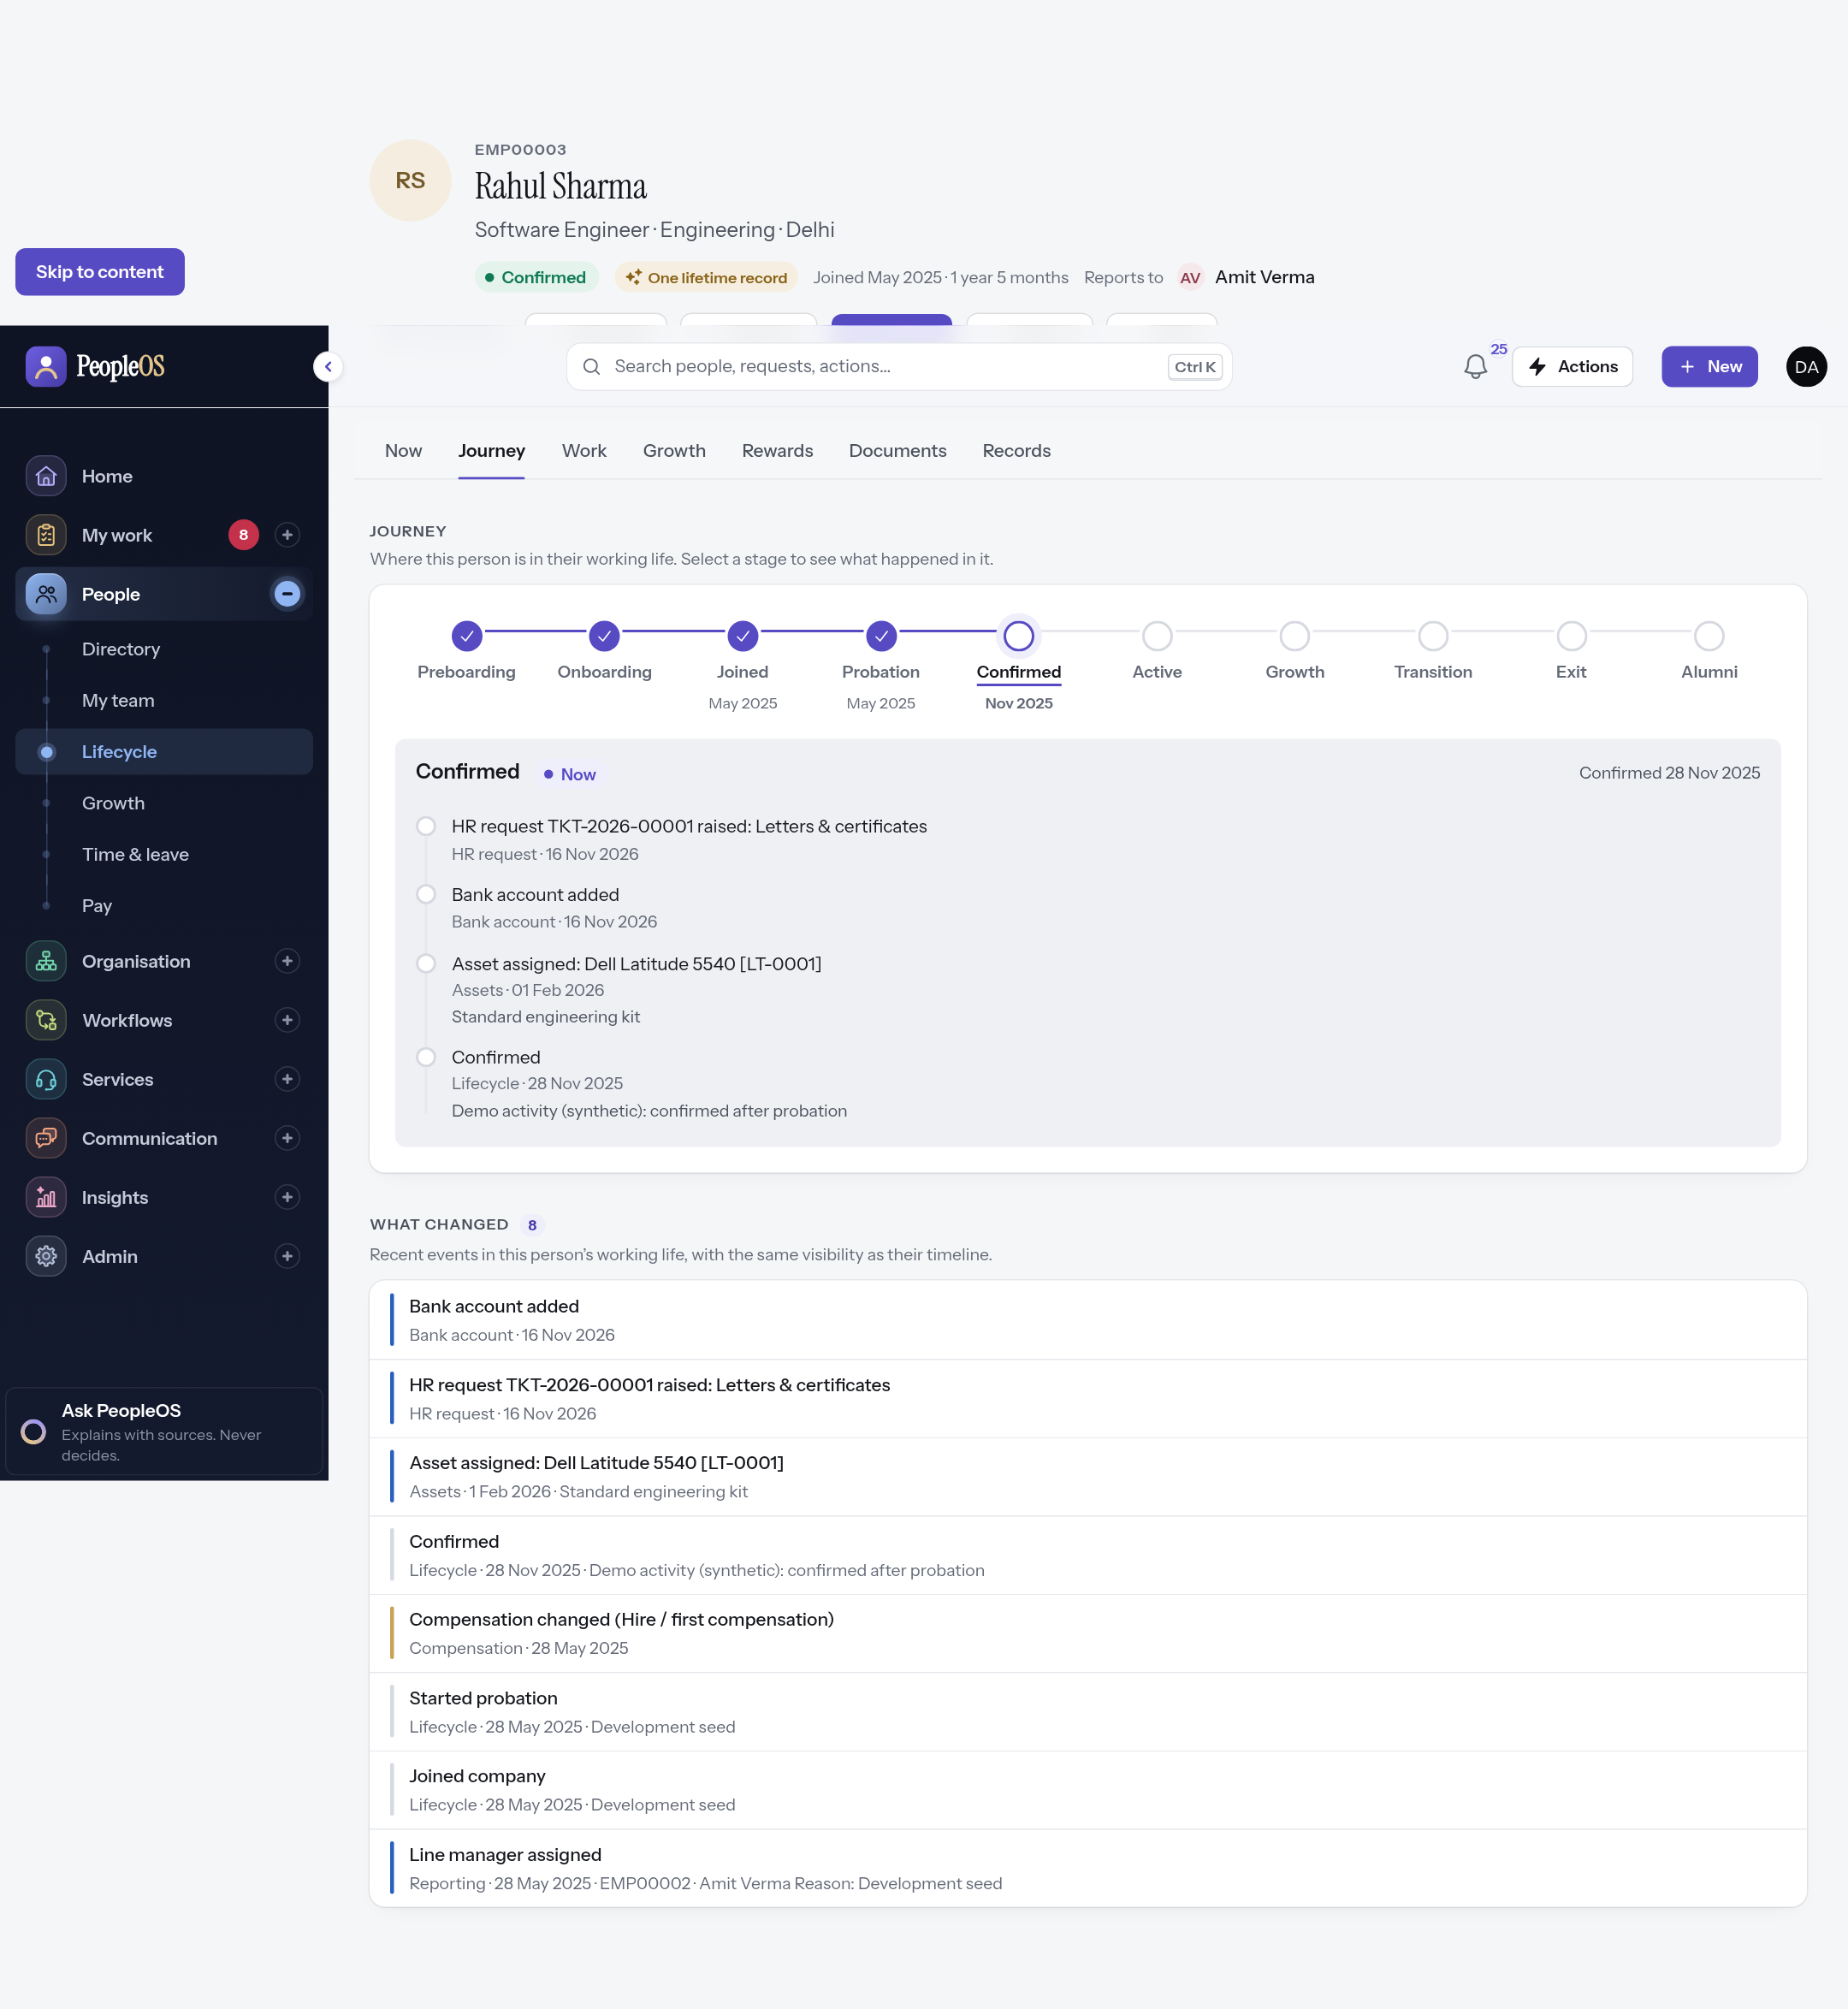 EMP00003
RS
Rahul Sharma
Software Engineer · Engineering · Delhi
Confirmed
One lifetime record
Joined May 2025 · 1 year 5 months
Reports to
AV
Amit Verma
Skip to content
PeopleOS
Search people, requests, actions...
Ctrl K
25
Actions
New
DA
Home
My work
8
People
Directory
My team
Lifecycle
Growth
Time & leave
Pay
Organisation
Workflows
Services
Communication
Insights
Admin
Ask PeopleOS
Explains with sources. Never
decides.
Now
Journey
Work
Growth
Rewards
Documents
Records
JOURNEY
Where this person is in their working life. Select a stage to see what happened in it.
Preboarding
Onboarding
Joined
May 2025
Probation
May 2025
Confirmed
Nov 2025
Active
Growth
Transition
Exit
Alumni
Confirmed
Now
Confirmed 28 Nov 2025
HR request TKT-2026-00001 raised: Letters & certificates
HR request · 16 Nov 2026
Bank account added
Bank account · 16 Nov 2026
Asset assigned: Dell Latitude 5540 [LT-0001]
Assets · 01 Feb 2026
Standard engineering kit
Confirmed
Lifecycle · 28 Nov 2025
Demo activity (synthetic): confirmed after probation
WHAT CHANGED
8
Recent events in this person's working life, with the same visibility as their timeline.
Bank account added
Bank account · 16 Nov 2026
HR request TKT-2026-00001 raised: Letters & certificates
HR request · 16 Nov 2026
Asset assigned: Dell Latitude 5540 [LT-0001]
Assets · 1 Feb 2026 · Standard engineering kit
Confirmed
Lifecycle · 28 Nov 2025 · Demo activity (synthetic): confirmed after probation
Compensation changed (Hire / first compensation)
Compensation · 28 May 2025
Started probation
Lifecycle · 28 May 2025 · Development seed
Joined company
Lifecycle · 28 May 2025 · Development seed
Line manager assigned
Reporting · 28 May 2025 · EMP00002 · Amit Verma Reason: Development seed